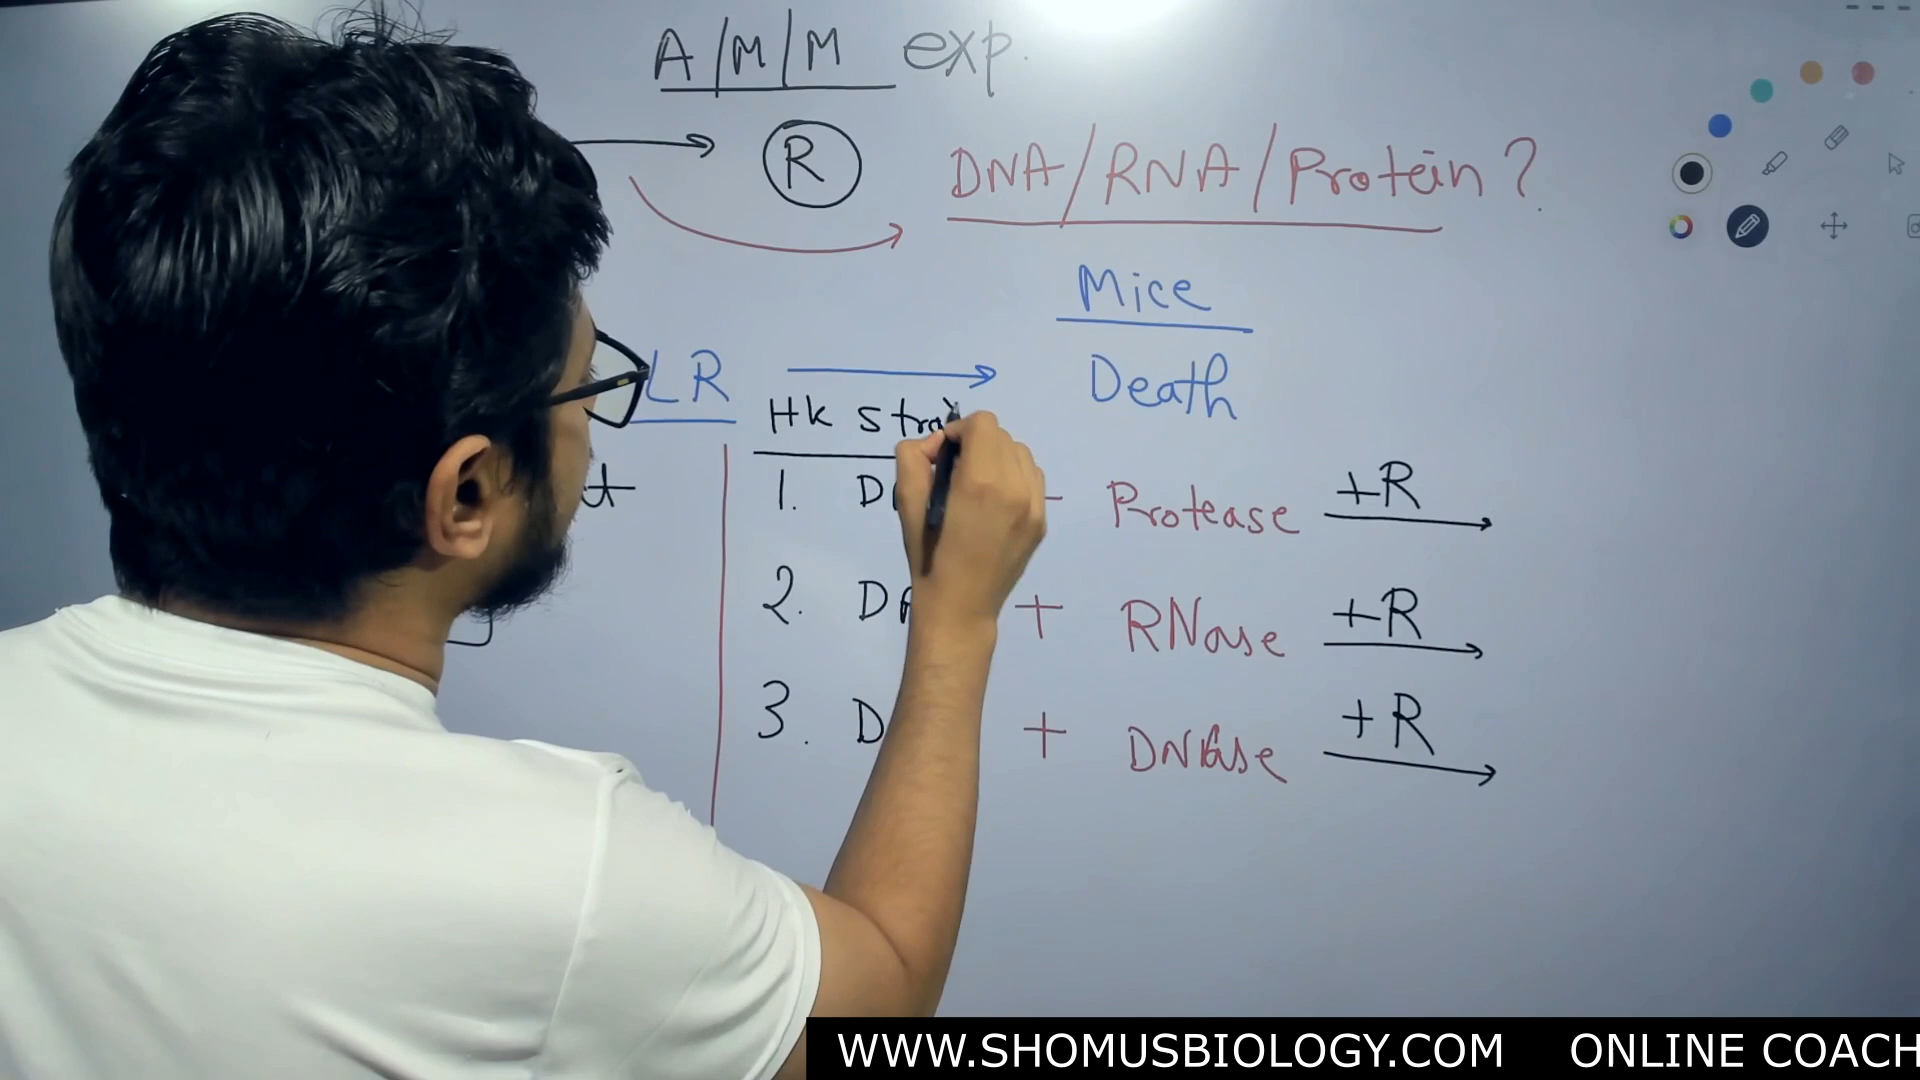 A/M/M exp.
R DNA/RNA/Protein?
Mice
LR Death
Hk
1. Protease +R
2. + RNase +R
3. + DNase +R
WWW.SHOMUSBIOLOGY.COM ONLINE COACH